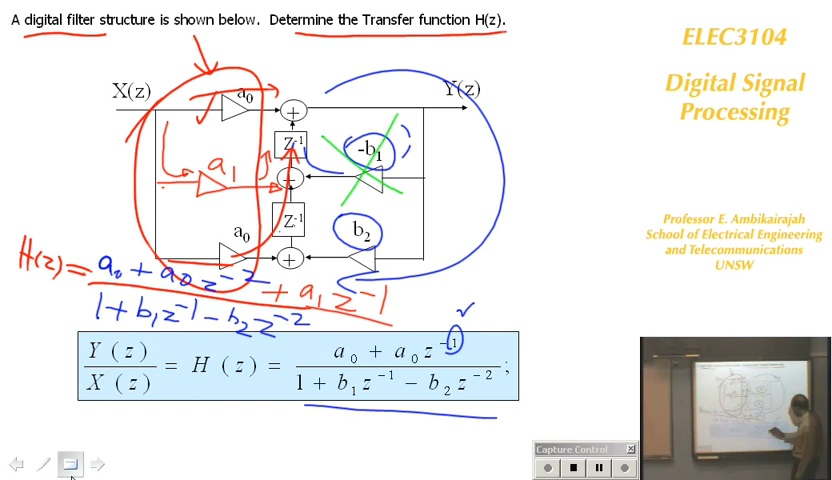 A digital filter structure is shown below. Determine the Transfer function H(z).
ELEC3104
Digital Signal
Processing
X(z)
a0
+
Y(z)
Z-1
-b1
a1
+
Z-1
b2
a0
+
H(z) = a0 + a0 z^-2 + a1 z^-1
1 + b1 z^-1 - b2 z^-2
Y (z) / X (z) = H (z) = a0 + a0 z^-1 / 1 + b1 z^-1 - b2 z^-2 ;
Professor E. Ambikairajah
School of Electrical Engineering
and Telecommunications
UNSW
Capture Control